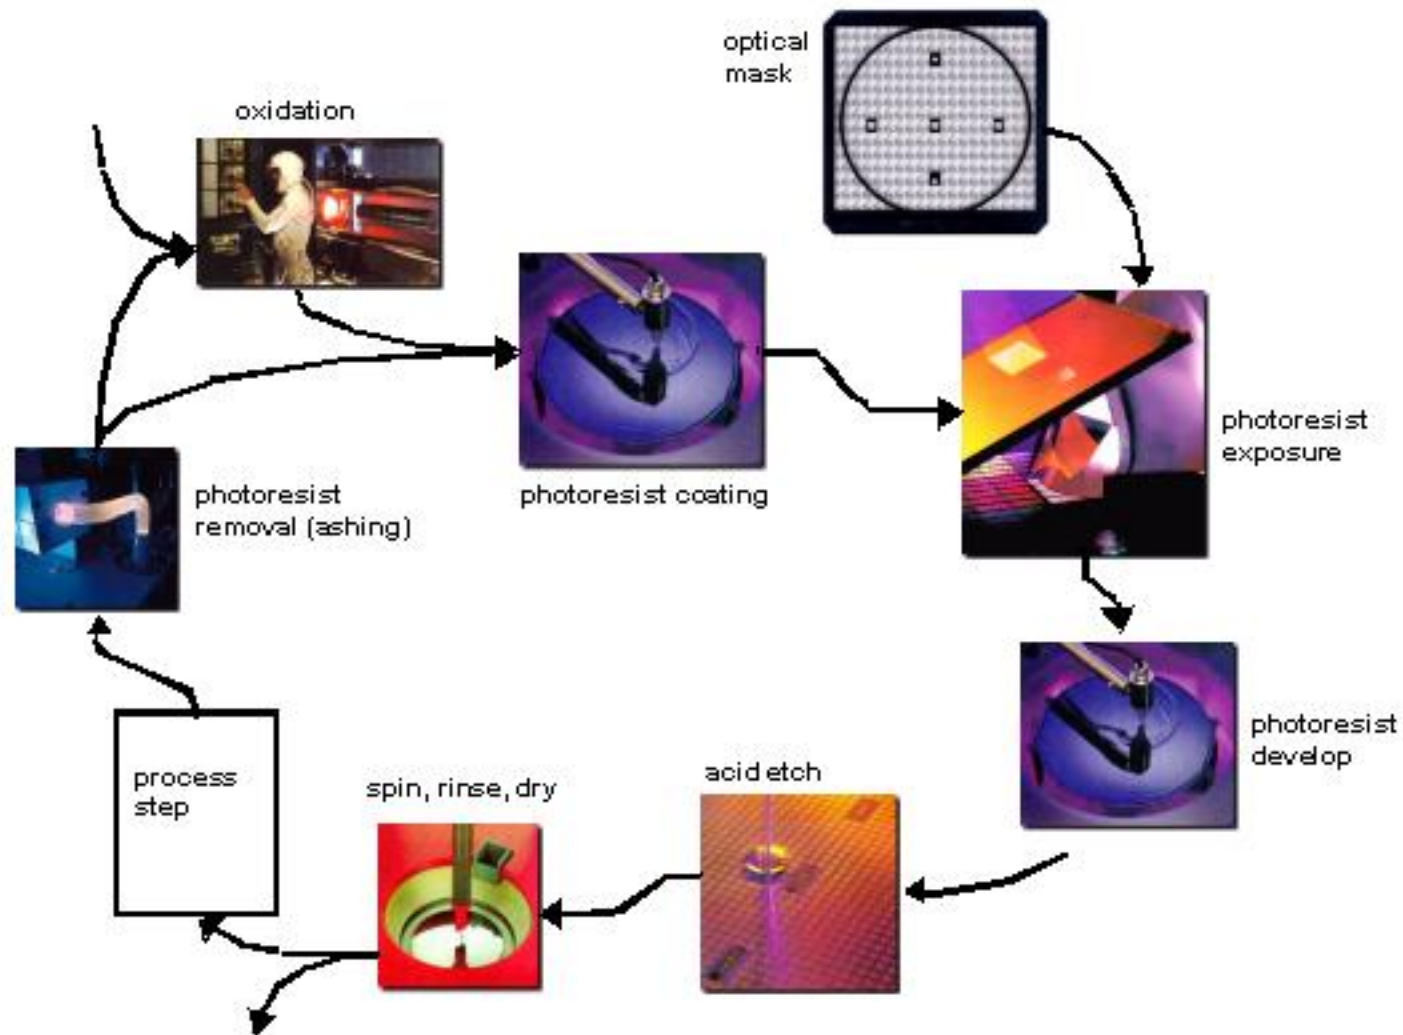 optical
mask
oxidation
photoresist
exposure
photoresist
removal (ashing)
photoresist coating
photoresist
develop
acid etch
process
step
spin, rinse, dry